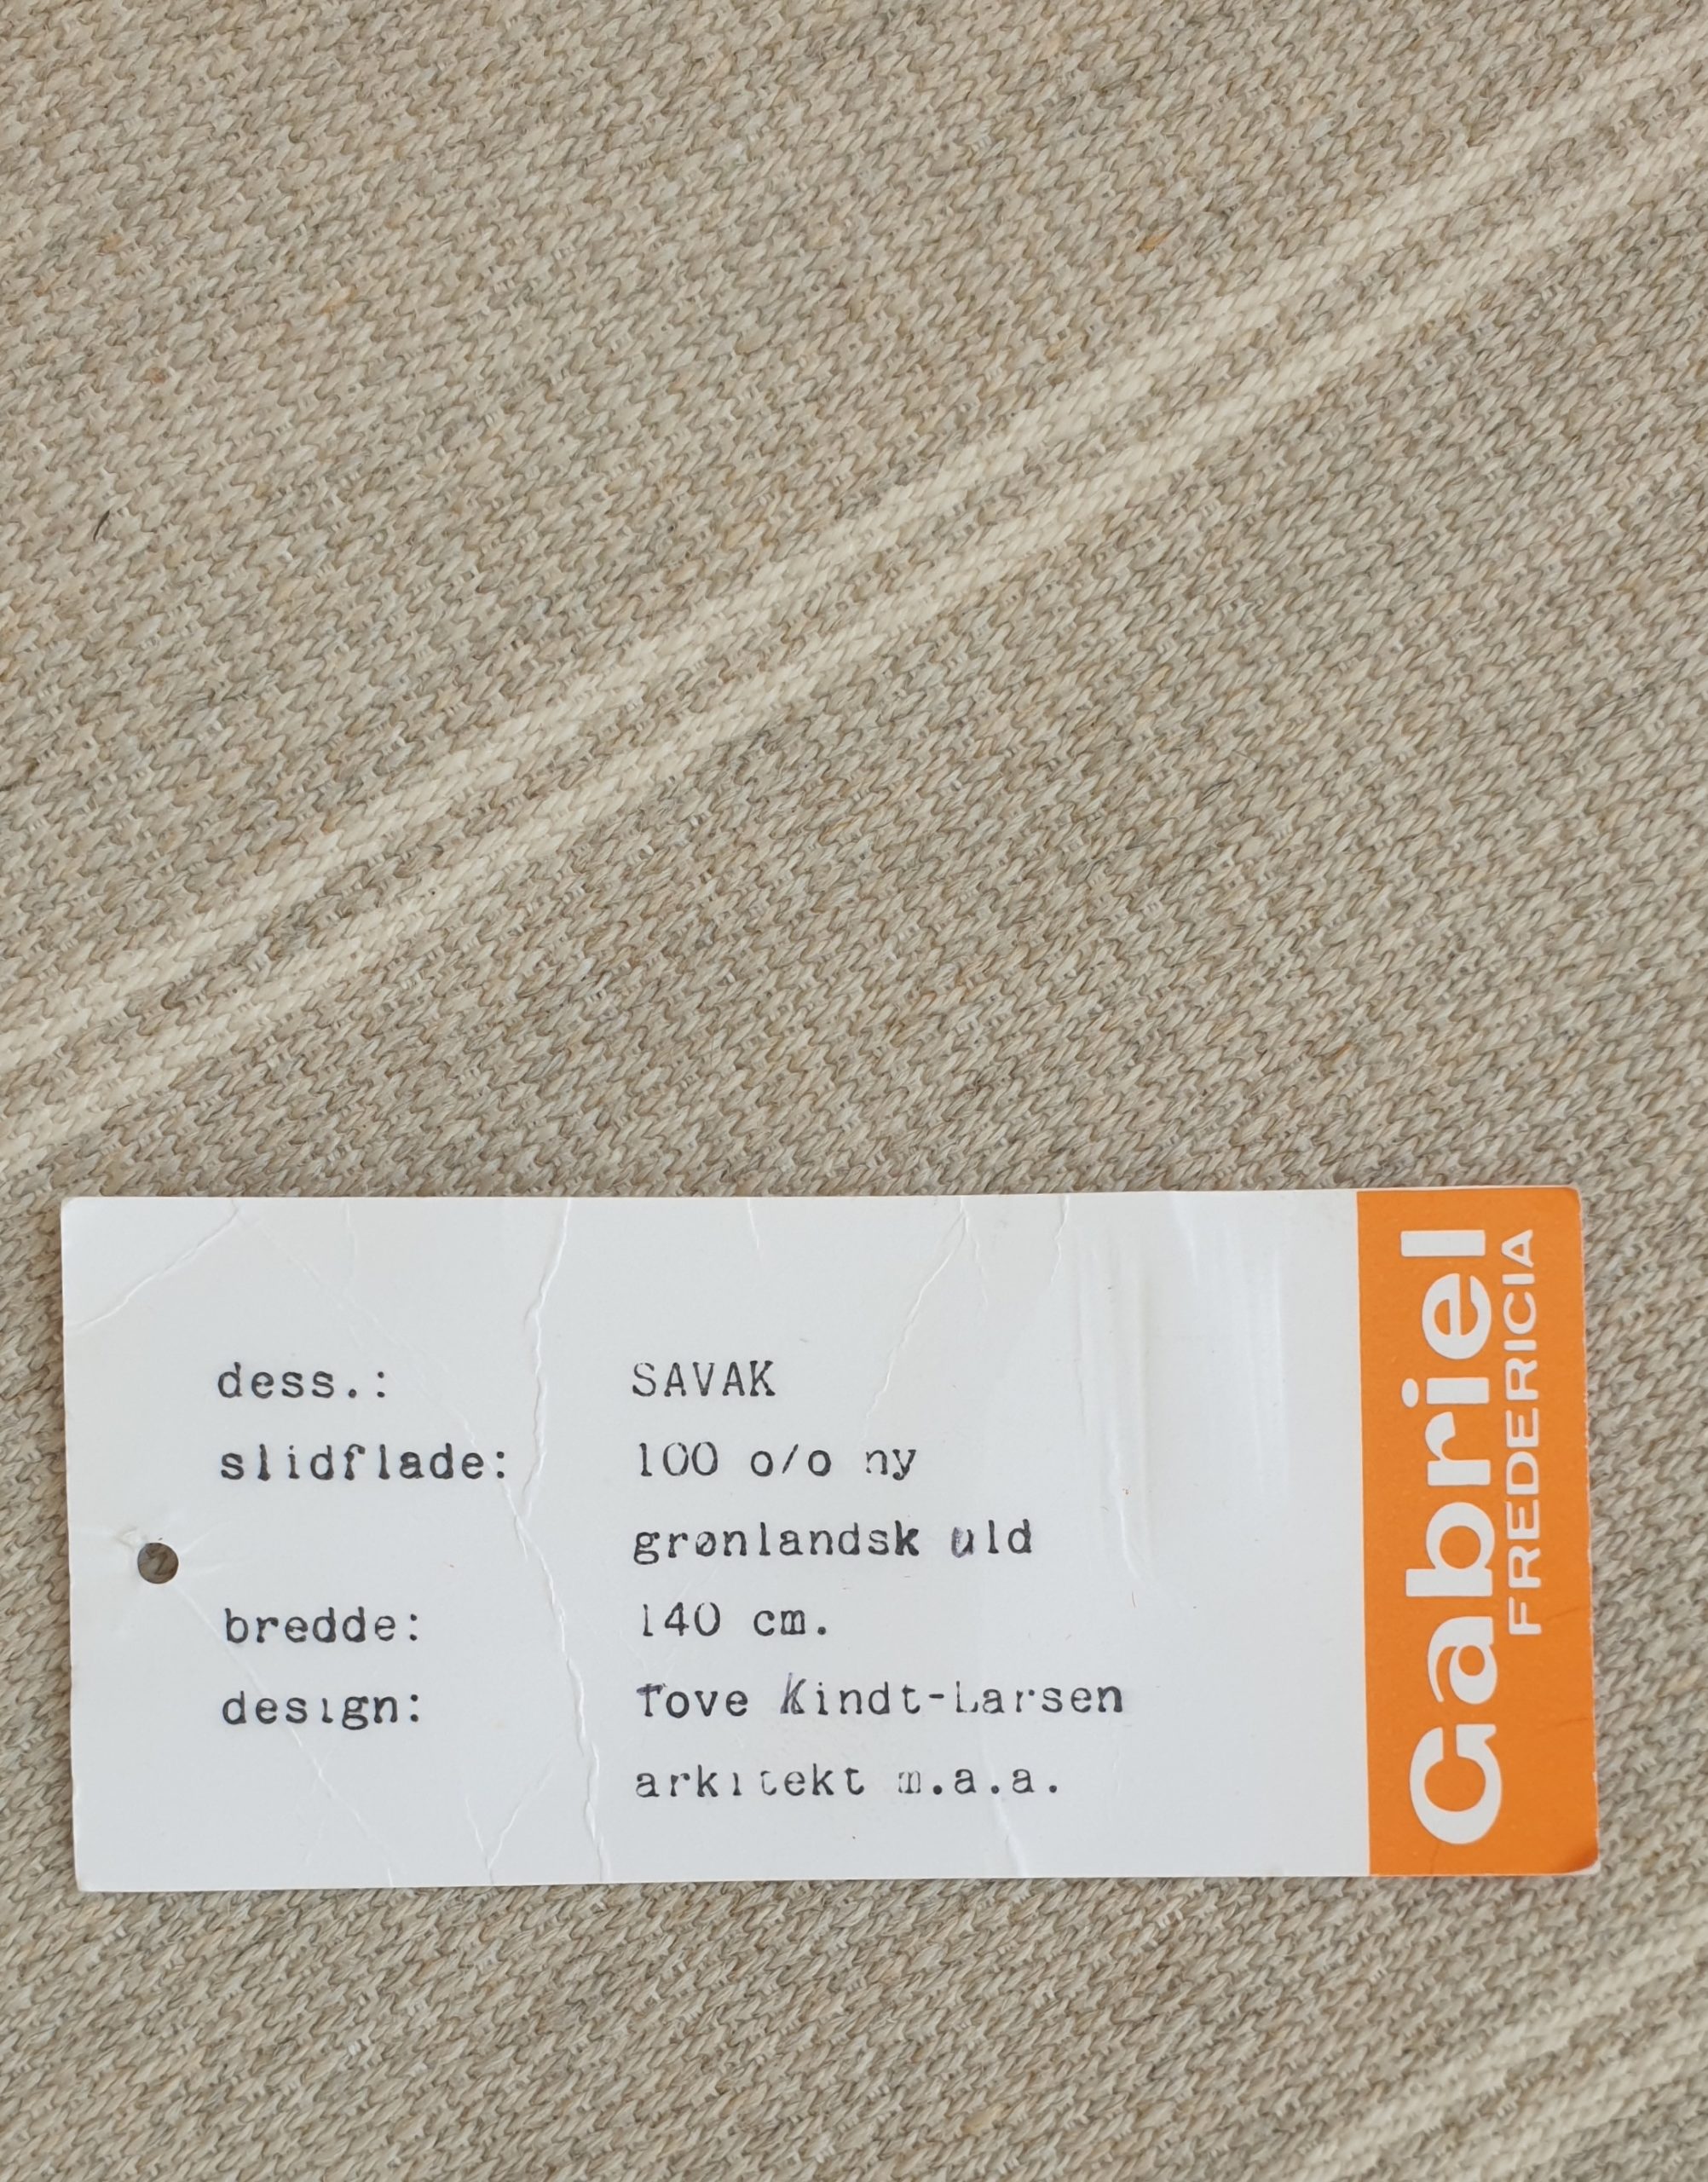 dess.: SAVAK
slidflade: 100 o/o ny
grønlandsk uld
bredde: 140 cm.
design: Tove Kindt-Larsen
arkitekt m.a.a.
Gabriel
FREDERICIA